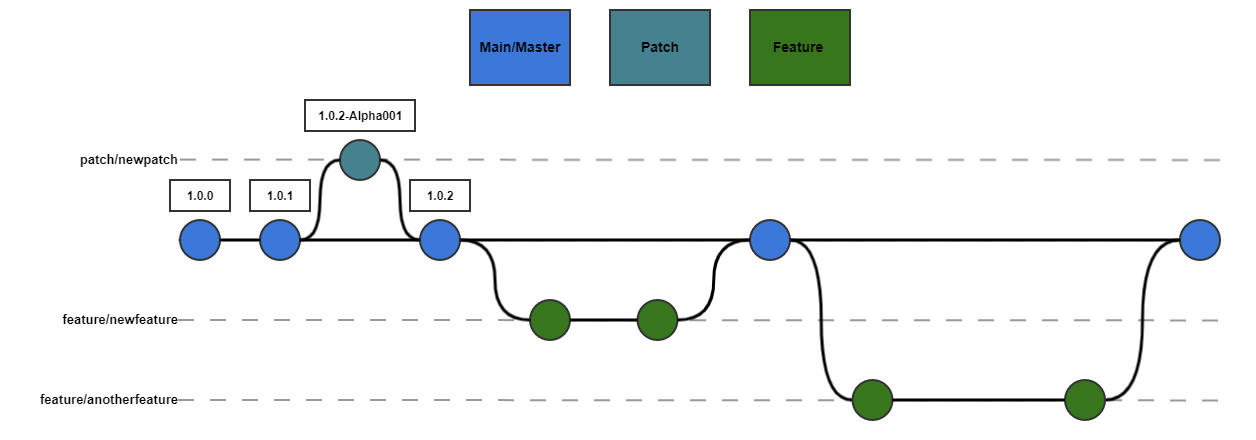 Main/Master
Patch
Feature
1.0.2-Alpha001
patch/newpatch
1.0.0
1.0.1
1.0.2
feature/newfeature
feature/anotherfeature